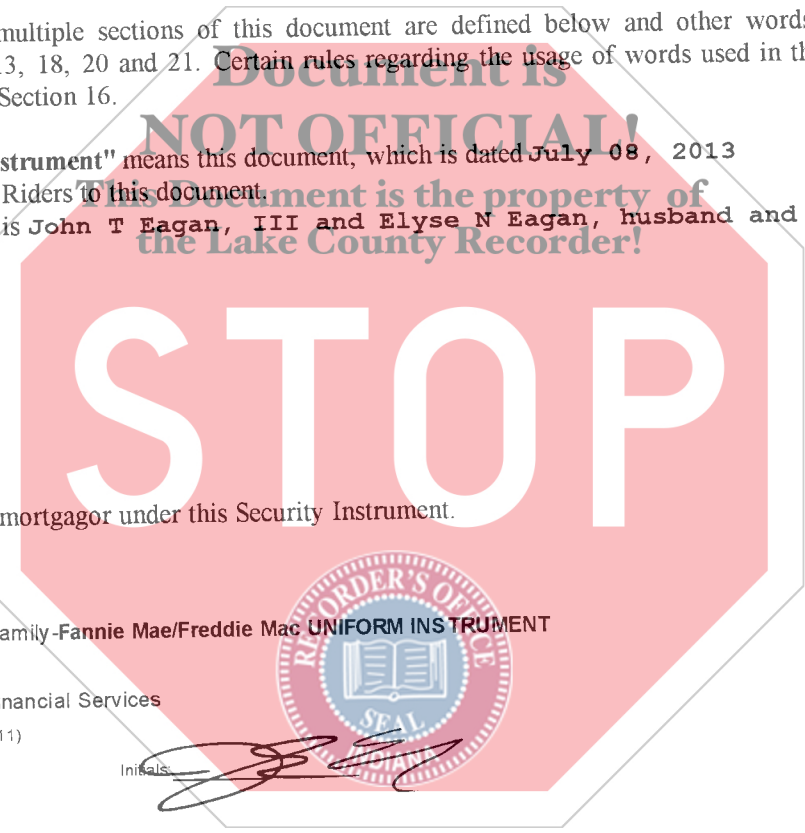 multiple sections of this document are defined below and other words
13, 18, 20 and 21. Certain rules regarding the usage of words used in th
Document is
Section 16.
NOT OFFICIAL!
strument" means this document, which is dated July 08, 2013
Riders to this document.
This Document is the property of
is John T Eagan, III and Elyse N Eagan, husband and
the Lake County Recorder!
STOP
mortgagor under this Security Instrument.
RECORDER'S OFFICE
amily-Fannie Mae/Freddie Mac UNIFORM INSTRUMENT
nancial Services
SEAL
11)
INDIANA
Initials: